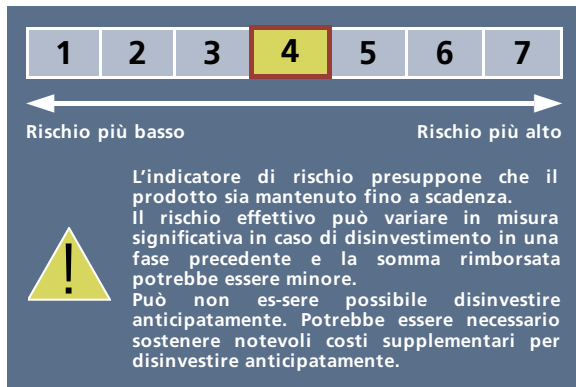 1 2 3 4 5 6 7
Rischio più basso Rischio più alto
L'indicatore di rischio presuppone che il
prodotto sia mantenuto fino a scadenza.
Il rischio effettivo può variare in misura
significativa in caso di disinvestimento in una
fase precedente e la somma rimborsata
potrebbe essere minore.
Può non es-sere possibile disinvestire
anticipatamente. Potrebbe essere necessario
sostenere notevoli costi supplementari per
disinvestire anticipatamente.
!